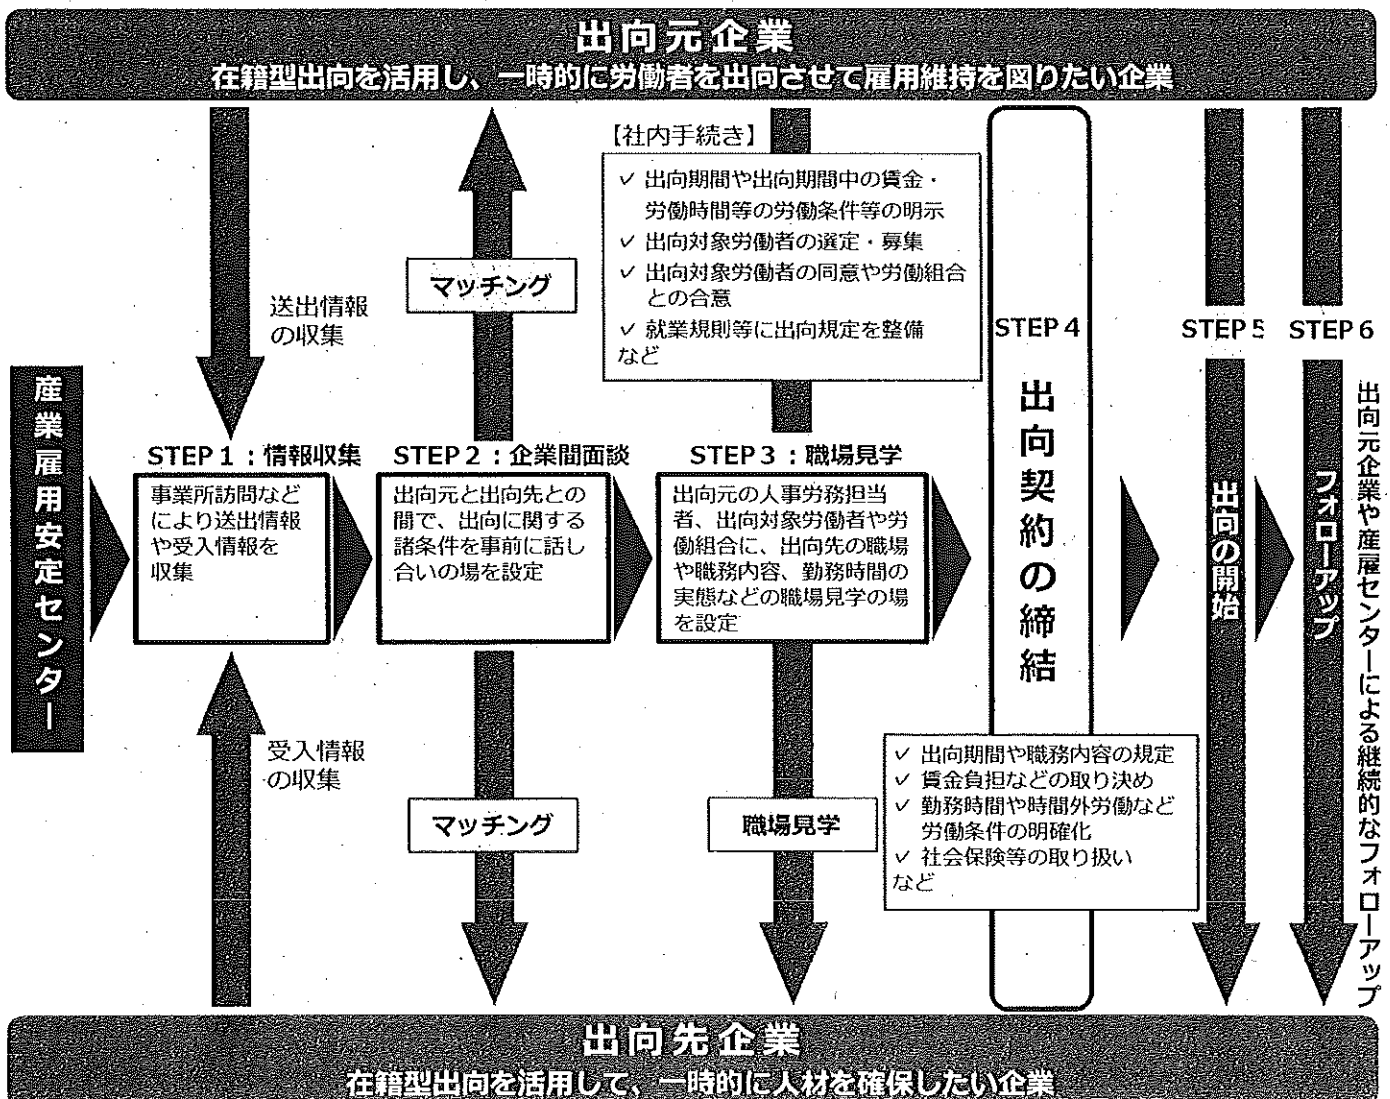 出向元企業
在籍型出向を活用し、一時的に労働者を出向させて雇用維持を図りたい企業
【社内手続き】
✓ 出向期間や出向期間中の賃金・
労働時間等の労働条件等の明示
✓ 出向対象労働者の選定・募集
✓ 出向対象労働者の同意や労働組合
との合意
✓ 就業規則等に出向規定を整備
など
マッチング
送出情報
の収集
産業雇用安定センター
STEP1：情報収集
事業所訪問など
により送出情報
や受入情報を
収集
STEP2：企業間面談
出向元と出向先との
間で、出向に関する
諸条件を事前に話し
合いの場を設定
STEP3：職場見学
出向元の人事労務担当
者、出向対象労働者や労
働組合に、出向先の職場
や職務内容、勤務時間の
実態などの職場見学の場
を設定
STEP4
出向契約の締結
STEP5
出向の開始
STEP6
フォローアップ
出向元企業や産雇センターによる継続的なフォローアップ
受入情報
の収集
マッチング
職場見学
✓ 出向期間や職務内容の規定
✓ 賃金負担などの取り決め
✓ 勤務時間や時間外労働など
労働条件の明確化
✓ 社会保険等の取り扱い
など
出向先企業
在籍型出向を活用して、一時的に人材を確保したい企業